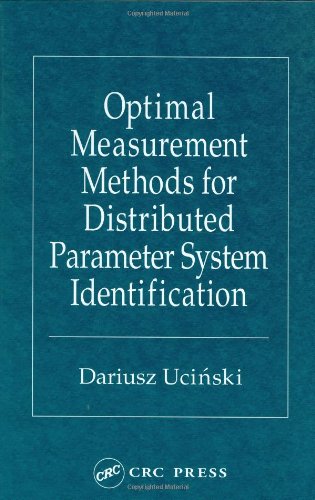 Optimal
Measurement
Methods for
Distributed
Parameter System
Identification
Dariusz Uciński
CRC
CRC PRESS